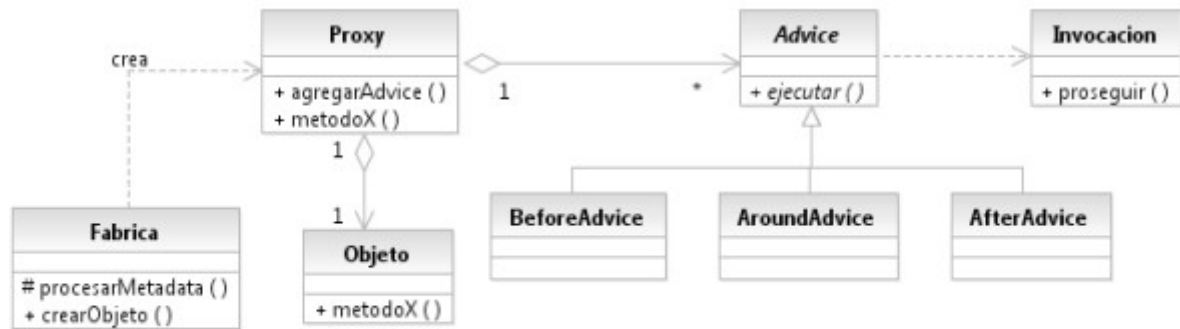 Proxy
+ agregarAdvice ( )
+ metodoX ( )
Advice
+ ejecutar ( )
Invocacion
+ proseguir ( )
crea
1
*
1
1
Fabrica
# procesarMetadata ( )
+ crearObjeto ( )
Objeto
+ metodoX ( )
BeforeAdvice
AroundAdvice
AfterAdvice